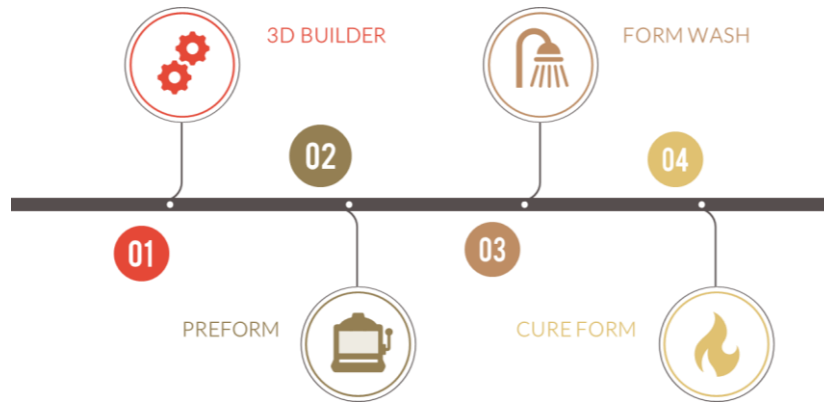 3D BUILDER
FORM WASH
02
04
01
03
PREFORM
CURE FORM